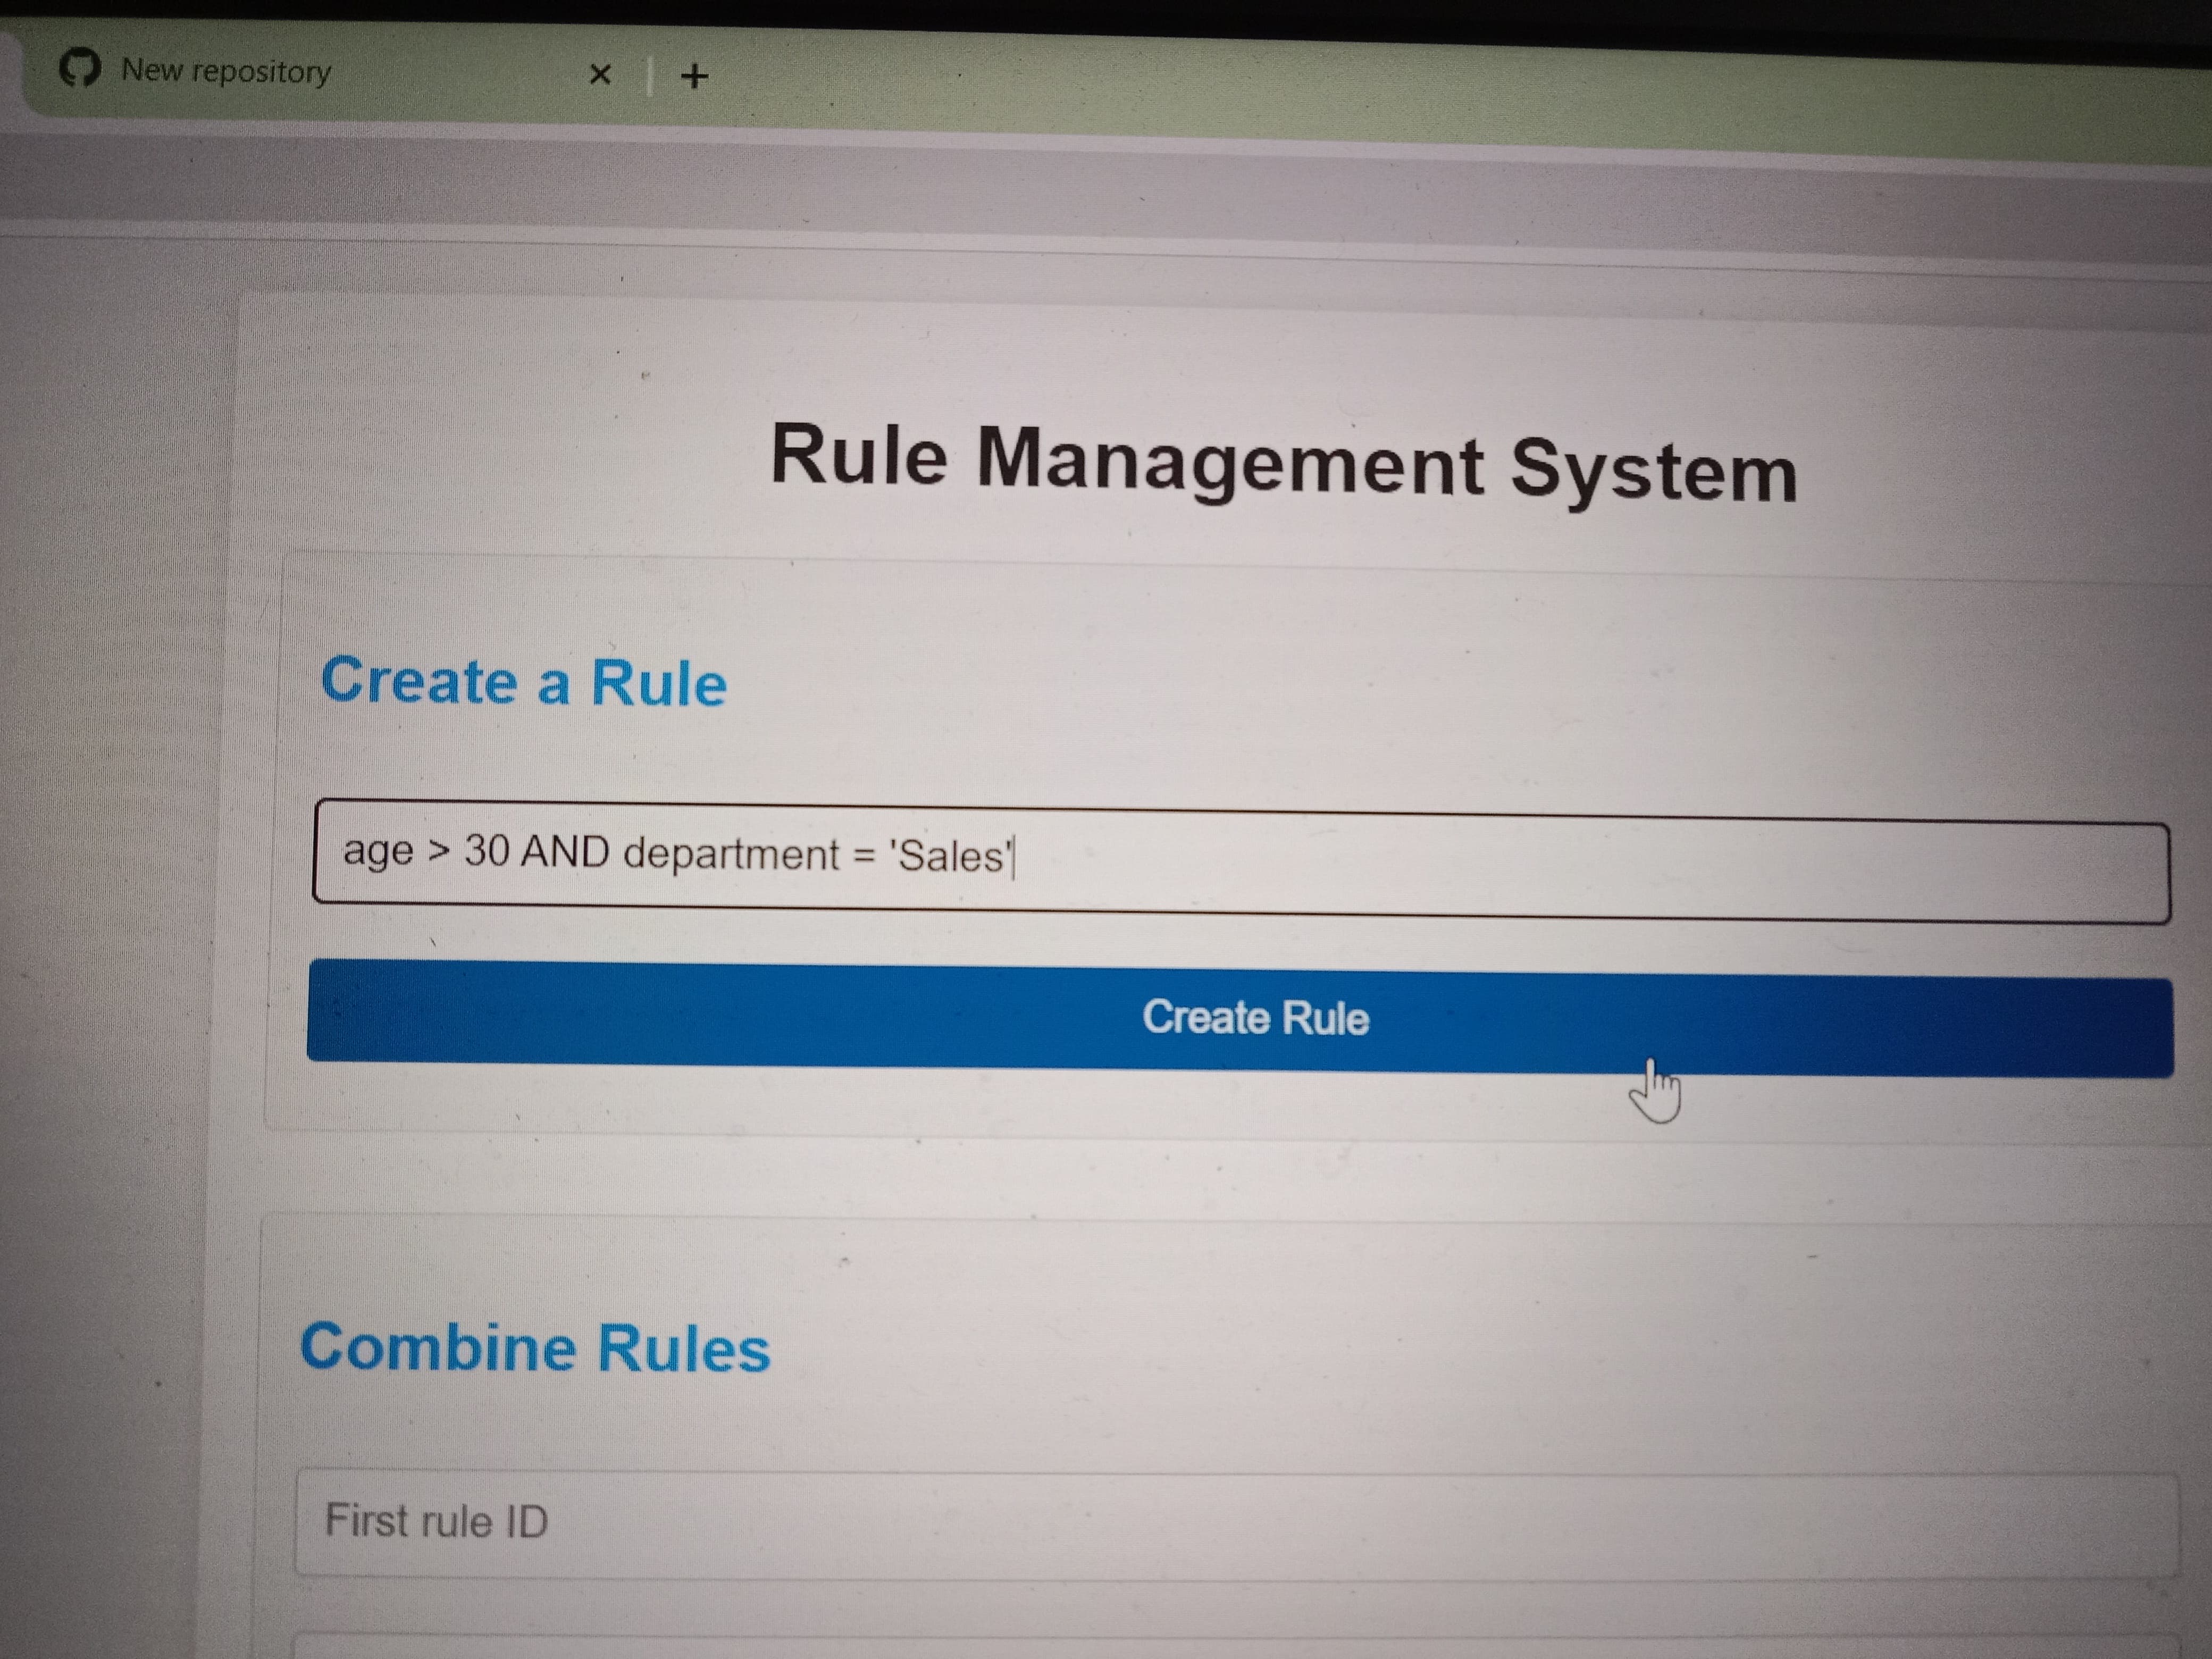 New repository
Rule Management System
Create a Rule
age > 30 AND department = 'Sales'
Create Rule
Combine Rules
First rule ID